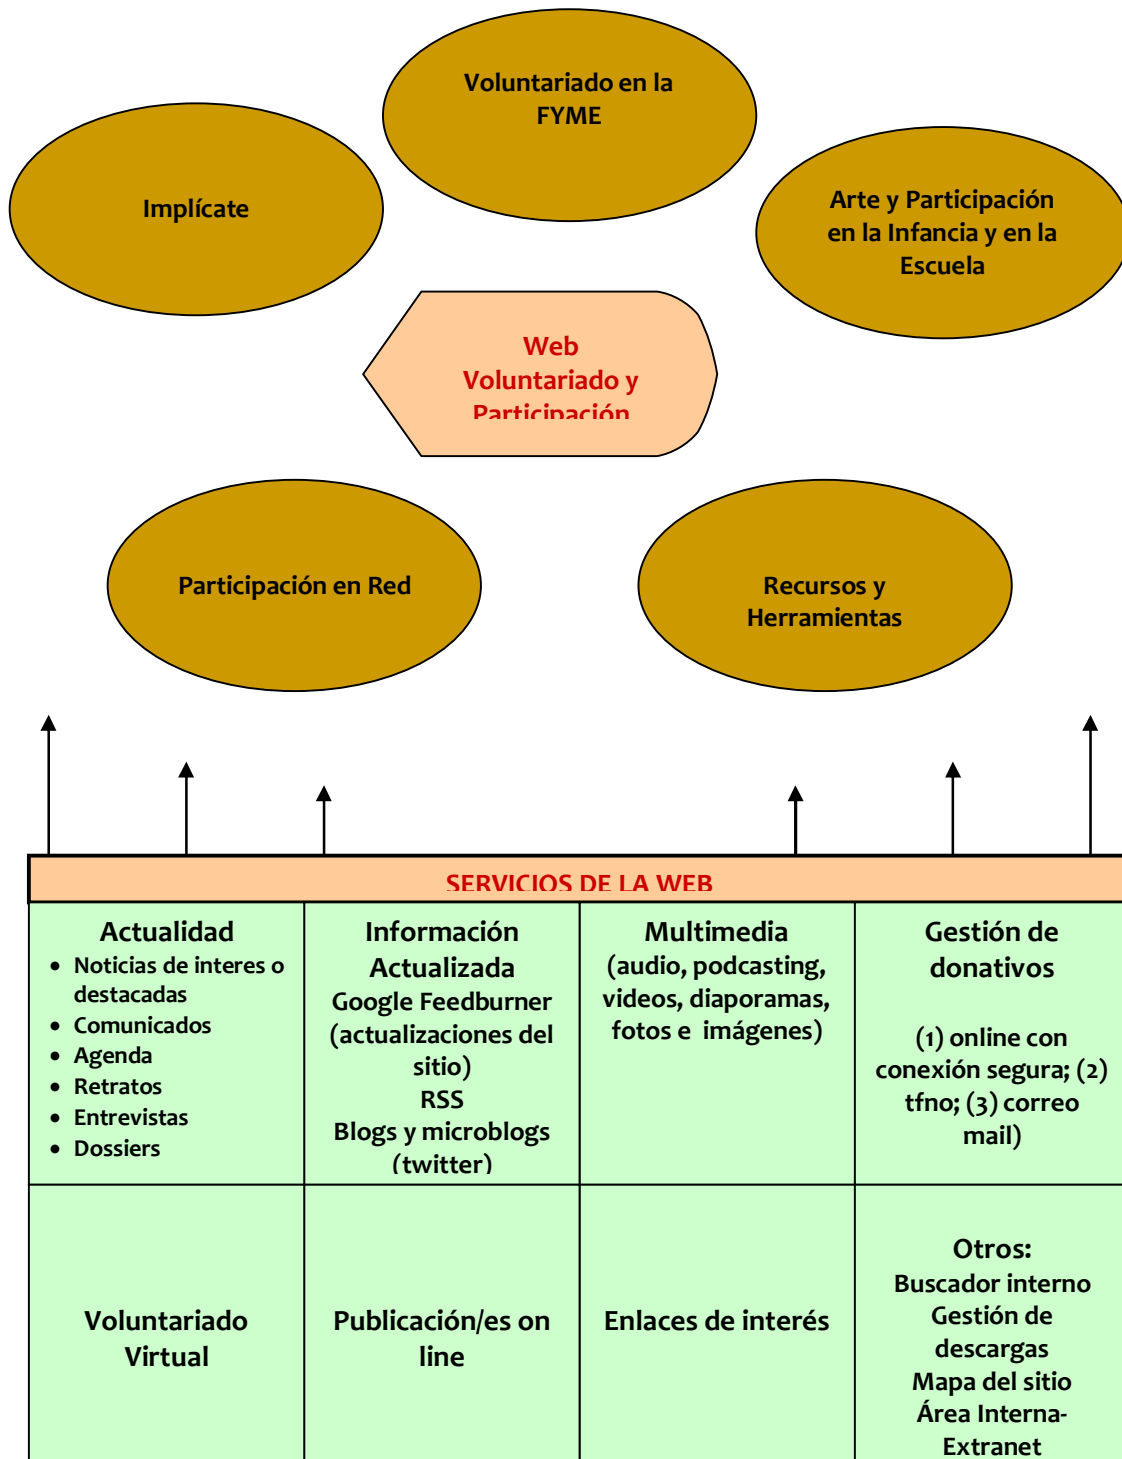 Voluntariado en la
FYME
Implícate
Arte y Participación
en la Infancia y en la
Escuela
Web
Voluntariado y
Participación
Participación en Red
Recursos y
Herramientas
SERVICIOS DE LA WEB
Actualidad
• Noticias de interes o
destacadas
• Comunicados
• Agenda
• Retratos
• Entrevistas
• Dossiers
Información
Actualizada
Google Feedburner
(actualizaciones del
sitio)
RSS
Blogs y microblogs
(twitter)
Multimedia
(audio, podcasting,
videos, diaporamas,
fotos e imágenes)
Gestión de
donativos
(1) online con
conexión segura; (2)
tfno; (3) correo
mail)
Voluntariado
Virtual
Publicación/es on
line
Enlaces de interés
Otros:
Buscador interno
Gestión de
descargas
Mapa del sitio
Área Interna-
Extranet